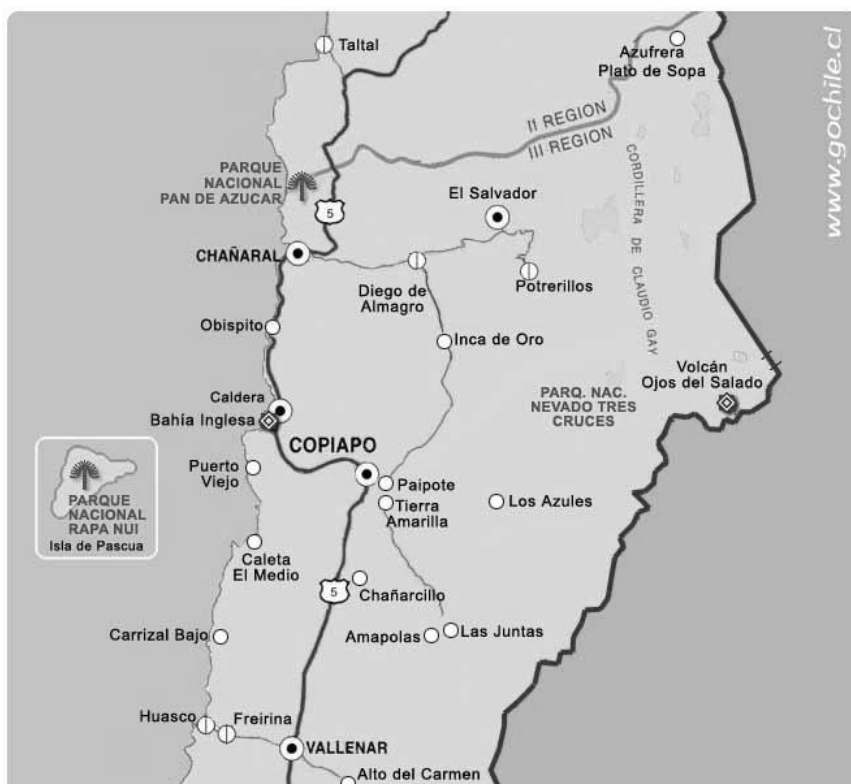 www.gochile.cl
Taltal
Azufrera
Plato de Sopa
II REGION
III REGION
PARQUE
NACIONAL
PAN DE AZUCAR
5
El Salvador
CORDILLERA DE CLAUDIO GAY
CHAÑARAL
Diego de
Almagro
Potrerillos
Obispito
Inca de Oro
Volcán
Ojos del Salado
PARQ. NAC.
NEVADO TRES
CRUCES
Caldera
Bahía Inglesa
COPIAPO
Puerto
Viejo
Paipote
Tierra
Amarilla
Los Azules
PARQUE
NACIONAL
RAPA NUI
Isla de Pascua
Caleta
El Medio
5
Chañarcillo
Carrizal Bajo
Amapolas
Las Juntas
Huasco
Freirina
VALLENAR
Alto del Carmen